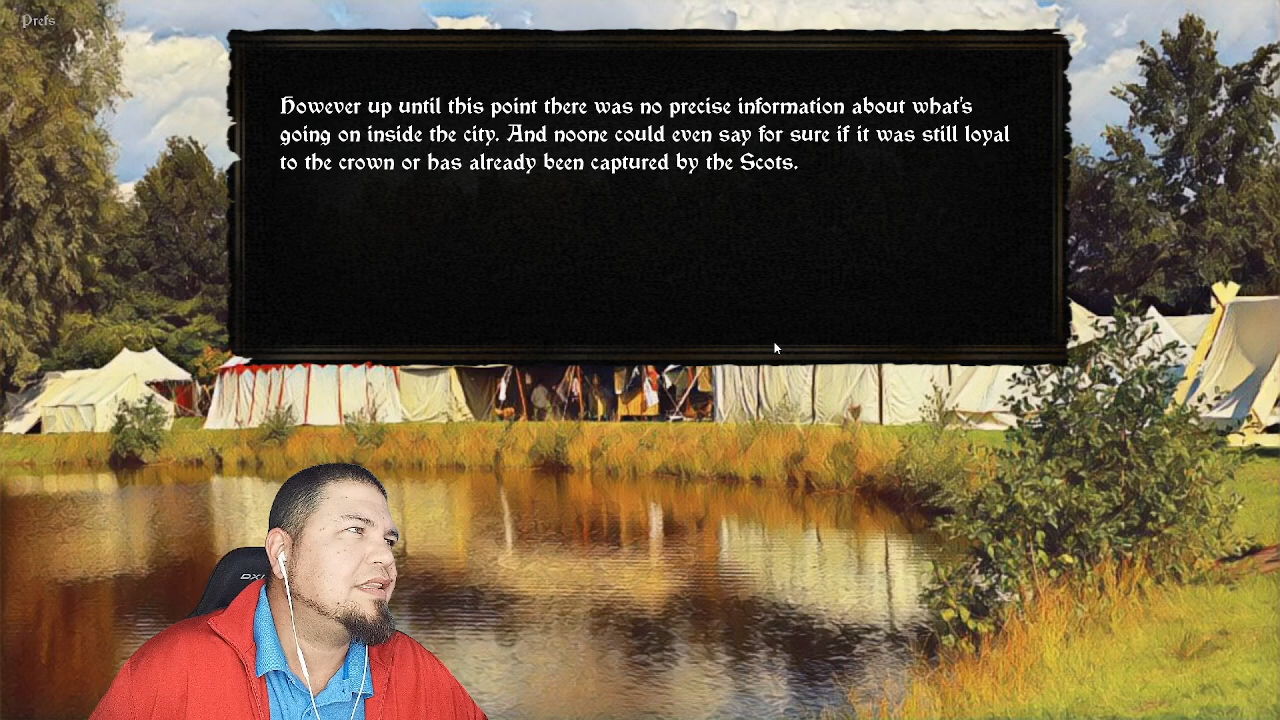 Prefs
However up until this point there was no precise information about what's
going on inside the city. And noone could even say for sure if it was still loyal
to the crown or has already been captured by the Scots.
DX